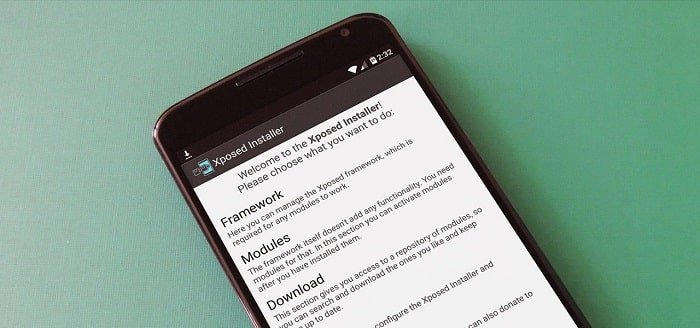 2:32
Xposed Installer
Welcome to the Xposed Installer!
Please choose what you want to do:
Framework
Here you can manage the Xposed framework, which is
required for any modules to work.
Modules
The framework itself doesn't add any functionality. You need
modules for that. In this section you can activate modules
after you have installed them.
Download
This section gives you access to a repository of modules, so
you can search and download the ones you like and keep
up to date.
configure the Xposed Installer and
can also donate to